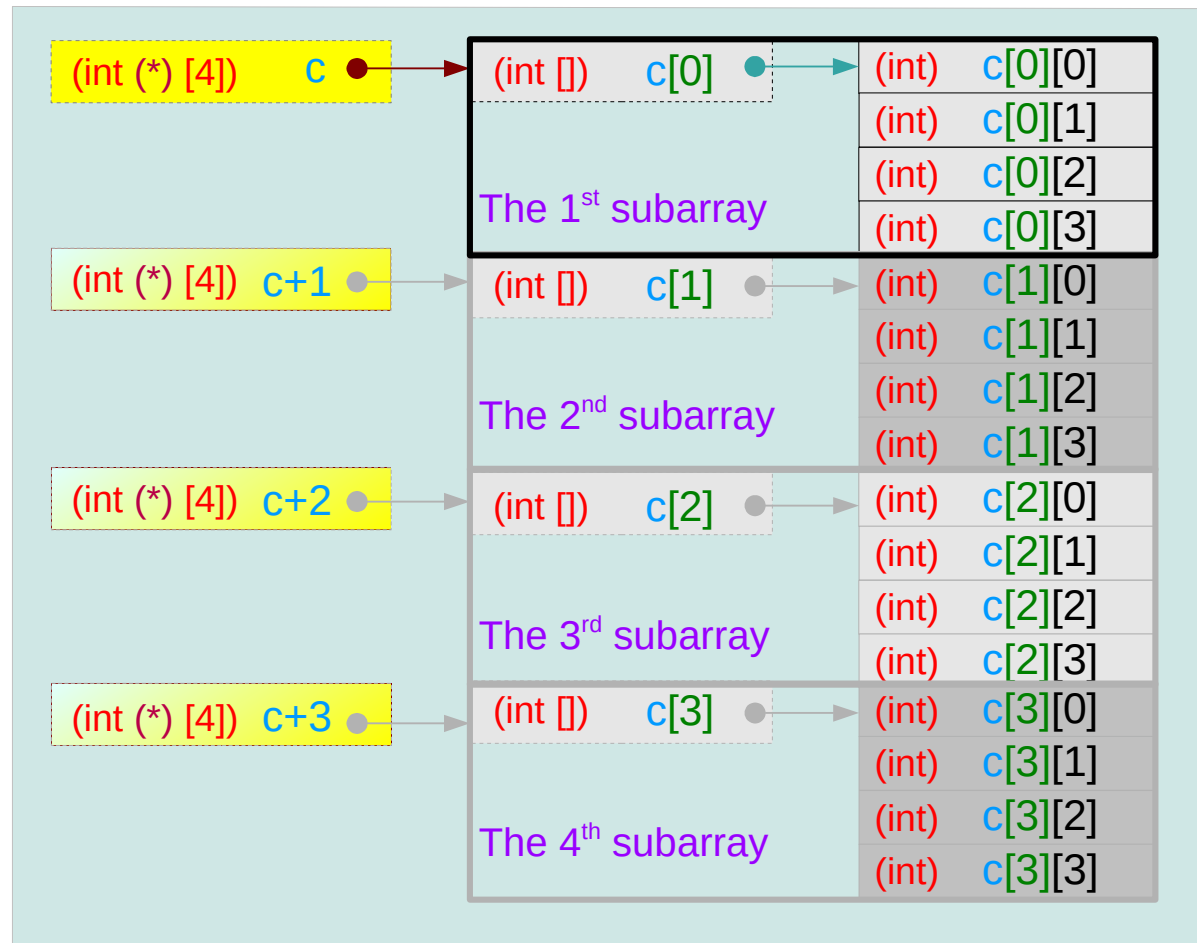 (int (*) [4]) c (int []) c[0] (int) c[0][0]
(int) c[0][1]
(int) c[0][2]
The 1st subarray
(int) c[0][3]
(int (*) [4]) c+1 (int []) c[1] (int) c[1][0]
(int) c[1][1]
(int) c[1][2]
The 2nd subarray
(int) c[1][3]
(int (*) [4]) c+2 (int []) c[2] (int) c[2][0]
(int) c[2][1]
(int) c[2][2]
The 3rd subarray
(int) c[2][3]
(int (*) [4]) c+3 (int []) c[3] (int) c[3][0]
(int) c[3][1]
(int) c[3][2]
The 4th subarray
(int) c[3][3]